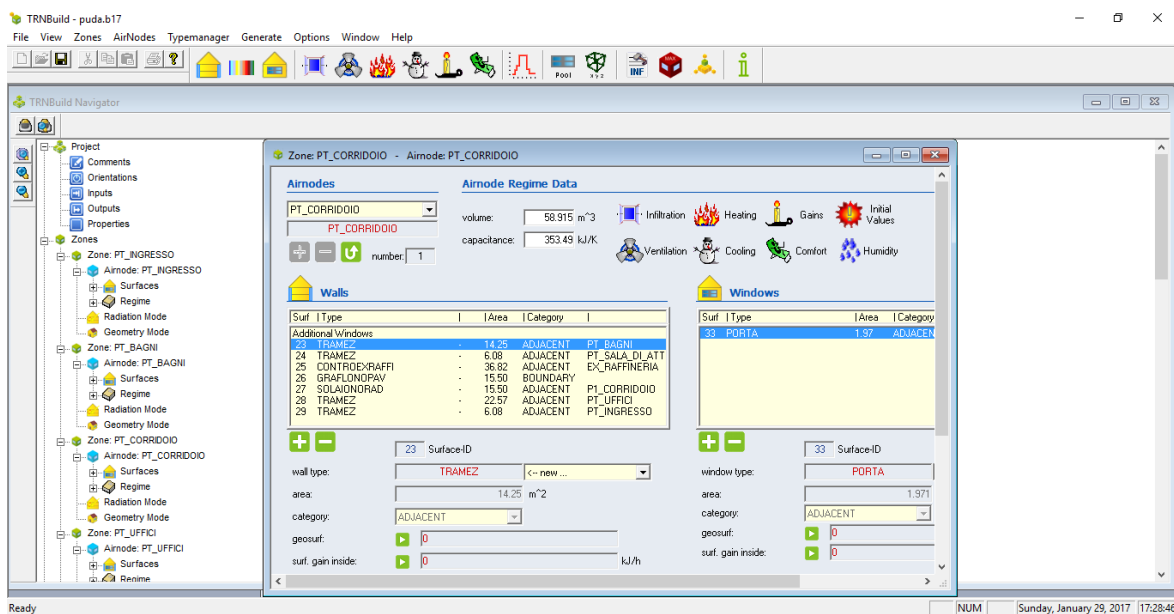 TRNBuild - puda.b17
File View Zones AirNodes Typemanager Generate Options Window Help
Pool
x y z
INF
MAX
TRNBuild Navigator
Project
Comments
Orientations
Inputs
Outputs
Properties
Zones
Zone: PT_INGRESSO
Airnode: PT_INGRESSO
Surfaces
Regime
Radiation Mode
Geometry Mode
Zone: PT_BAGNI
Airnode: PT_BAGNI
Surfaces
Regime
Radiation Mode
Geometry Mode
Zone: PT_CORRIDOIO
Airnode: PT_CORRIDOIO
Surfaces
Regime
Radiation Mode
Geometry Mode
Zone: PT_UFFICI
Airnode: PT_UFFICI
Surfaces
Regime
Zone: PT_CORRIDOIO - Airnode: PT_CORRIDOIO
Airnodes
PT_CORRIDOIO
PT_CORRIDOIO
number: 1
Airnode Regime Data
volume: 58.915 m^3
capacitance: 353.49 kJ/K
Infiltration Heating Gains Initial Values
Ventilation Cooling Comfort Humidity
Walls
Surf Type Area Category
Additional Windows
23 TRAMEZ - 14.25 ADJACENT PT_BAGNI
24 TRAMEZ - 6.08 ADJACENT PT_SALA_DI_ATT
25 CONTROEXRAFFI - 36.82 ADJACENT EX_RAFFINERIA
26 GRAFLONOPAV - 15.50 BOUNDARY
27 SOLAIONORAD - 15.50 ADJACENT P1_CORRIDOIO
28 TRAMEZ - 22.57 ADJACENT PT_UFFICI
29 TRAMEZ - 6.08 ADJACENT PT_INGRESSO
23 Surface-ID
wall type: TRAMEZ <-- new ...
area: 14.25 m^2
category: ADJACENT
geosurf: 0
surf. gain inside: 0 kJ/h
Windows
Surf Type Area Category
33 PORTA 1.97 ADJACEN
33 Surface-ID
window type: PORTA
area: 1.971
category: ADJACENT
geosurf: 0
surf. gain inside: 0
Ready
NUM Sunday, January 29, 2017 17:28:46